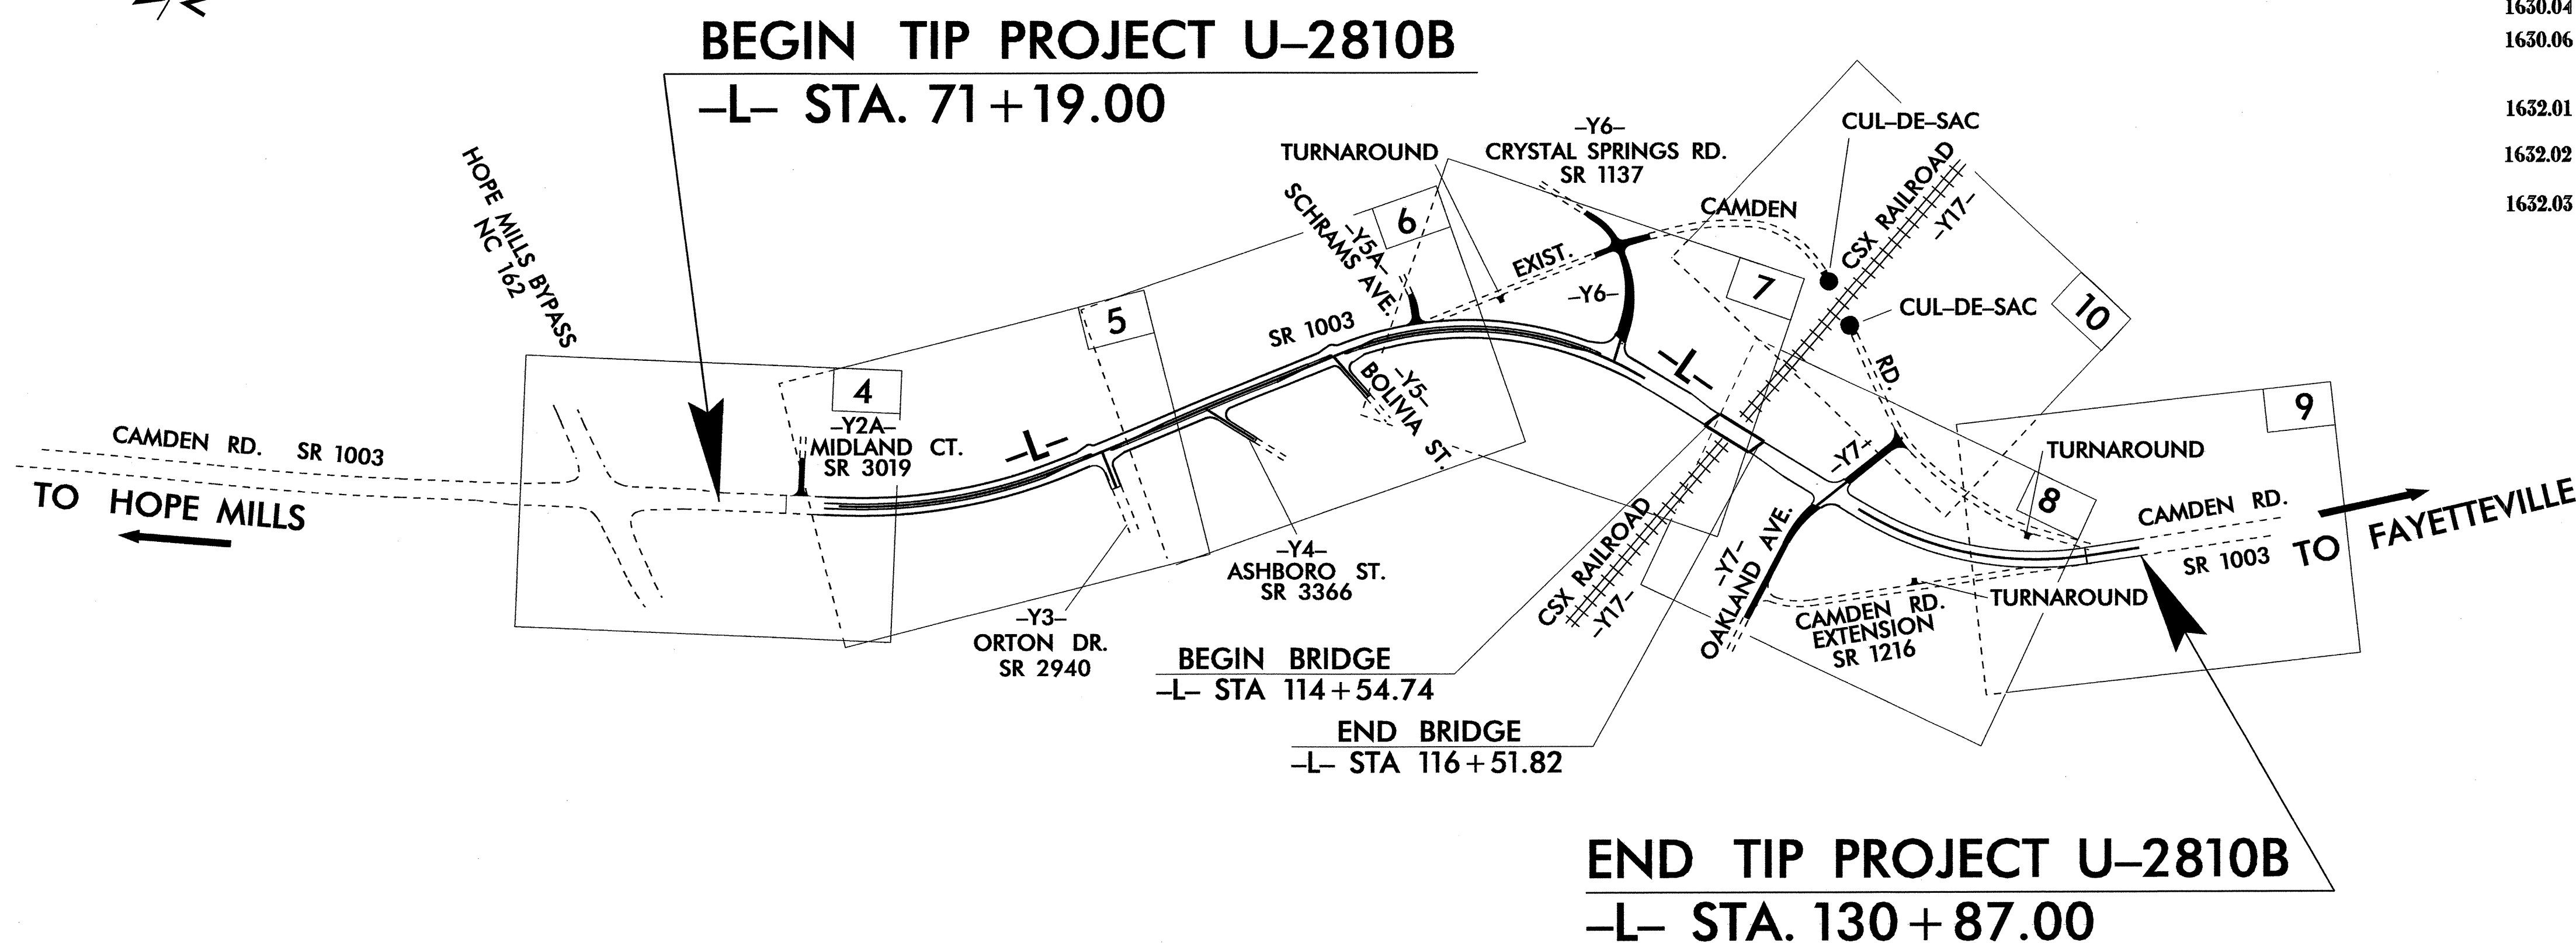 1630.04
1630.06
1632.01
1632.02
1632.03
BEGIN TIP PROJECT U–2810B
–L– STA. 71+19.00
HOPE MILLS BYPASS
NC 162
CAMDEN RD. SR 1003
TO HOPE MILLS
4
–Y2A–
MIDLAND CT.
SR 3019
–L–
5
–Y3–
ORTON DR.
SR 2940
–Y4–
ASHBORO ST.
SR 3366
SR 1003
–Y5–
BOLIVIA ST.
SCHRAMS AVE.
–Y5A–
6
TURNAROUND
–Y6–
CRYSTAL SPRINGS RD.
SR 1137
EXIST.
CAMDEN
–Y6–
CUL–DE–SAC
CSX RAILROAD
–Y17–
7
CUL–DE–SAC
10
RD.
–L–
–Y7–
CSX RAILROAD
–Y17–
–Y7–
OAKLAND AVE.
BEGIN BRIDGE
–L– STA 114+54.74
END BRIDGE
–L– STA 116+51.82
8
9
TURNAROUND
CAMDEN RD.
SR 1003
TO FAYETTEVILLE
TURNAROUND
CAMDEN RD.
EXTENSION
SR 1216
END TIP PROJECT U–2810B
–L– STA. 130+87.00